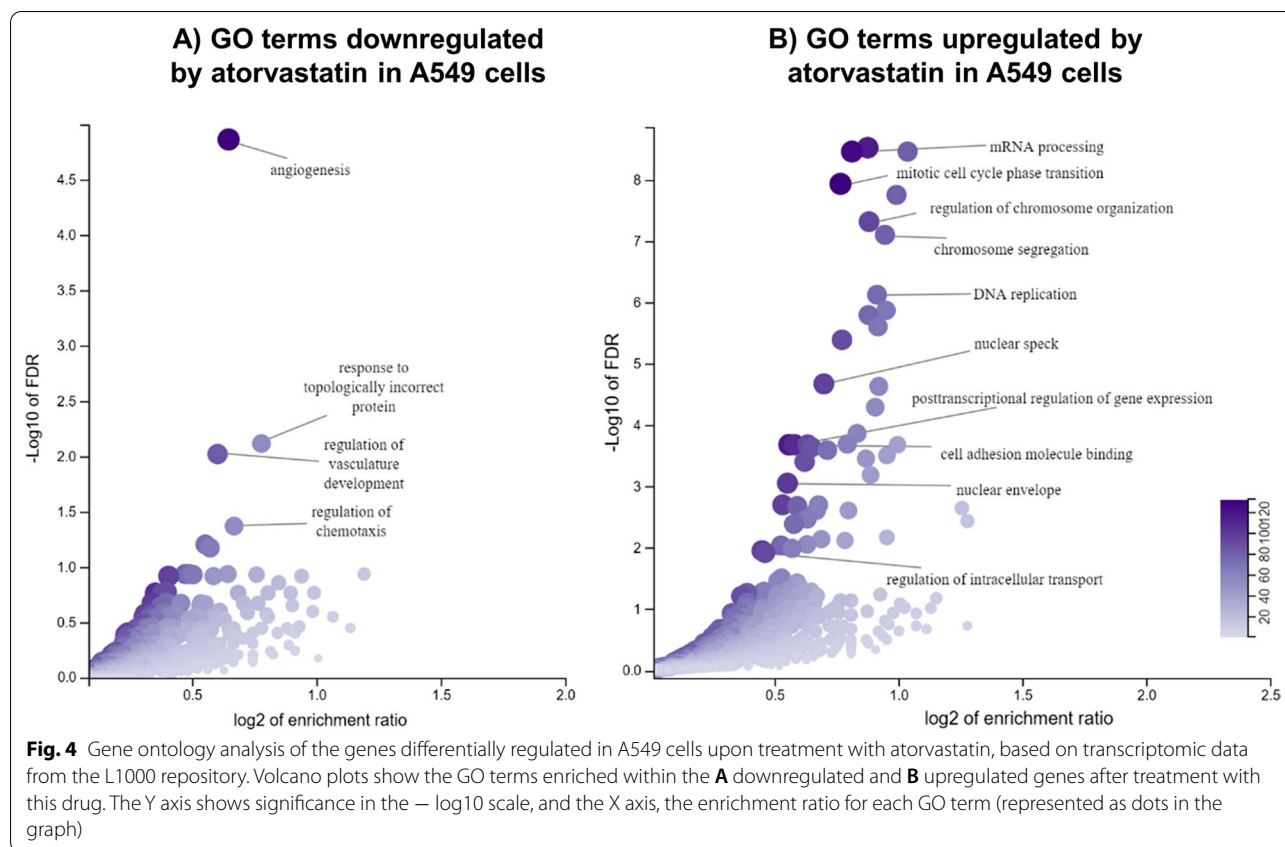 A) GO terms downregulated
by atorvastatin in A549 cells
-Log10 of FDR
4.5
4.0
3.5
3.0
2.5
2.0
1.5
1.0
0.5
0.0
angiogenesis
response to
topologically incorrect
protein
regulation of
vasculature
development
regulation of
chemotaxis
0.5
1.0
1.5
2.0
log2 of enrichment ratio
B) GO terms upregulated by
atorvastatin in A549 cells
-Log10 of FDR
8
7
6
5
4
3
2
1
0.0
mRNA processing
mitotic cell cycle phase transition
regulation of chromosome organization
chromosome segregation
DNA replication
nuclear speck
posttranscriptional regulation of gene expression
cell adhesion molecule binding
nuclear envelope
regulation of intracellular transport
20
40
60
80
100
120
0.5
1.0
1.5
2.0
2.5
log2 of enrichment ratio
Fig. 4 Gene ontology analysis of the genes differentially regulated in A549 cells upon treatment with atorvastatin, based on transcriptomic data
from the L1000 repository. Volcano plots show the GO terms enriched within the A downregulated and B upregulated genes after treatment with
this drug. The Y axis shows significance in the − log10 scale, and the X axis, the enrichment ratio for each GO term (represented as dots in the
graph)